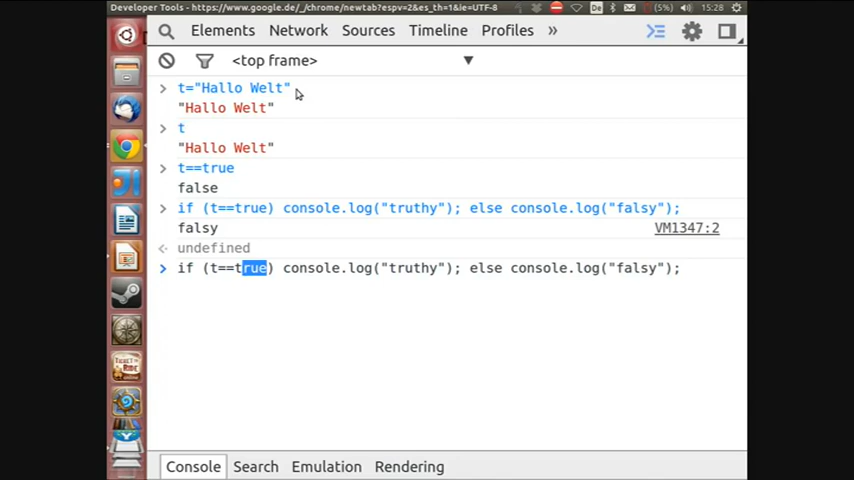 Developer Tools - https://www.google.de/_/chrome/newtab?espv=2&es_th=1&ie=UTF-8 De (5%) 15:28
Elements Network Sources Timeline Profiles »
<top frame> ▼
> t="Hallo Welt"
"Hallo Welt"
> t
"Hallo Welt"
> t==true
false
> if (t==true) console.log("truthy"); else console.log("falsy");
falsy VM1347:2
undefined
> if (t==true) console.log("truthy"); else console.log("falsy");
Console Search Emulation Rendering